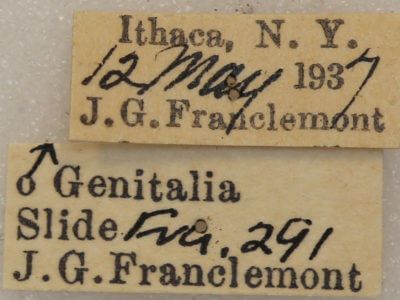 Ithaca, N. Y.
12 May 1937
J.G.Franclemont
♂ Genitalia
Slide Fra. 291
J.G.Franclemont